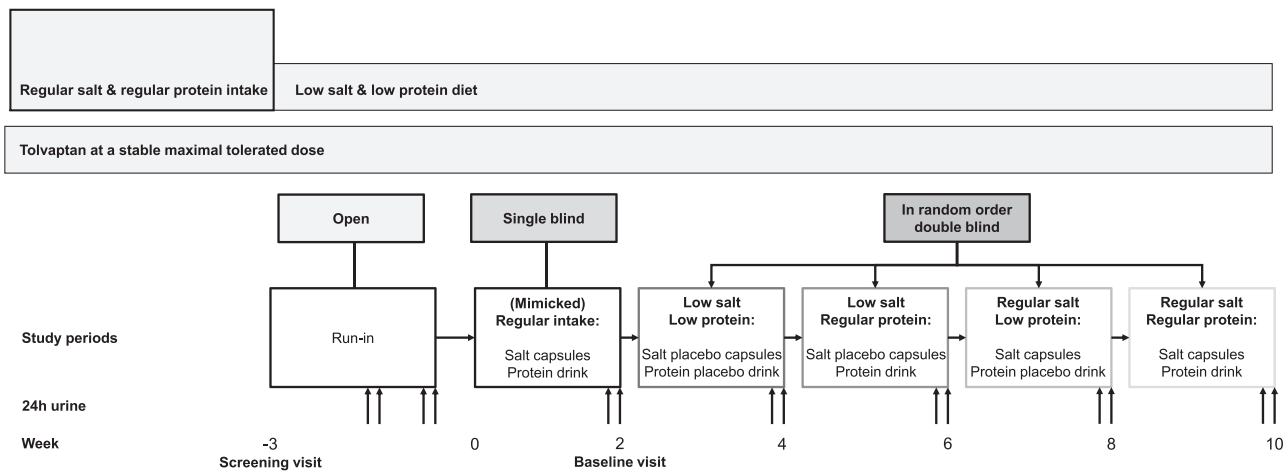 Regular salt & regular protein intake
Low salt & low protein diet
Tolvaptan at a stable maximal tolerated dose
Open
Single blind
In random order
double blind
Study periods
Run-in
(Mimicked)
Regular intake:
Salt capsules
Protein drink
Low salt
Low protein:
Salt placebo capsules
Protein placebo drink
Low salt
Regular protein:
Salt placebo capsules
Protein drink
Regular salt
Low protein:
Salt capsules
Protein placebo drink
Regular salt
Regular protein:
Salt capsules
Protein drink
24h urine
Week
-3
0
2
4
6
8
10
Screening visit
Baseline visit